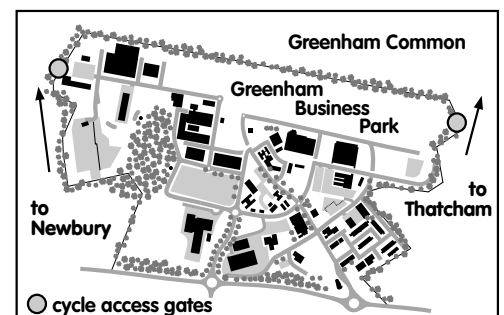 Greenham Common
Greenham
Business
Park
to
Newbury
to
Thatcham
cycle access gates